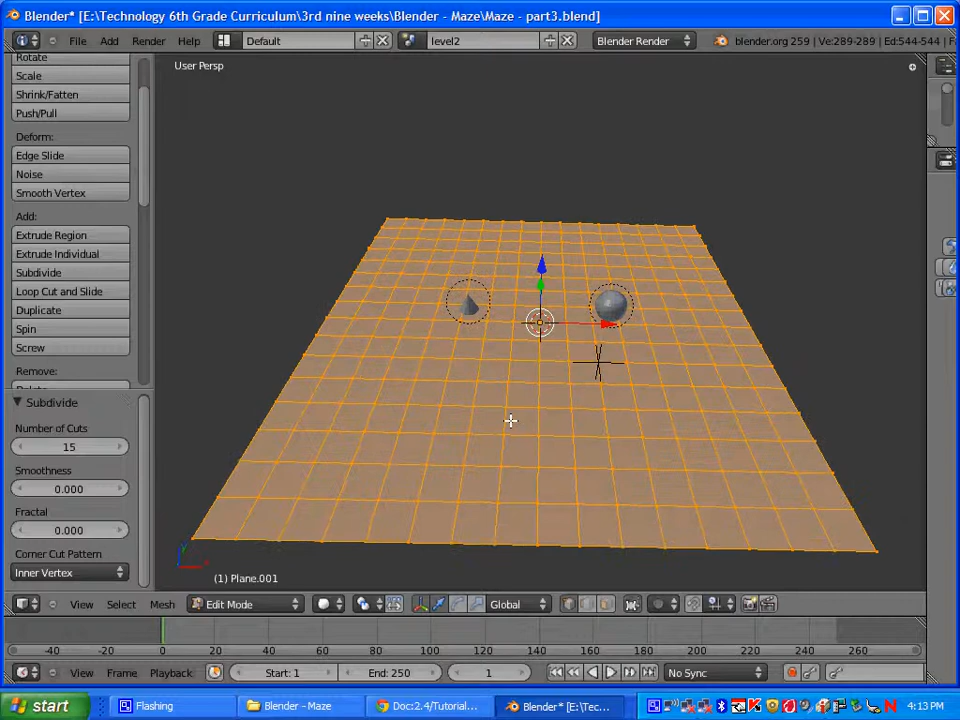 Blender* [E:\Technology 6th Grade Curriculum\3rd nine weeks\Blender - Maze\Maze - part3.blend]
File Add Render Help Default level2 Blender Render blender.org 259 | Ve:289-289 | Ed:544-544 | F
Rotate
User Persp
Scale
Shrink/Fatten
Push/Pull
Deform:
Edge Slide
Noise
Smooth Vertex
Add:
Extrude Region
Extrude Individual
Subdivide
Loop Cut and Slide
Duplicate
Spin
Screw
Remove:
Subdivide
Number of Cuts
15
Smoothness
0.000
Fractal
0.000
Corner Cut Pattern
Inner Vertex
(1) Plane.001
View Select Mesh Edit Mode Global
-40 -20 0 20 40 60 80 100 120 140 160 180 200 220 240 260
View Frame Playback Start: 1 End: 250 1 No Sync
start Flashing Blender - Maze Doc:2.4/Tutorial... Blender* [E:\Tec... 4:13 PM